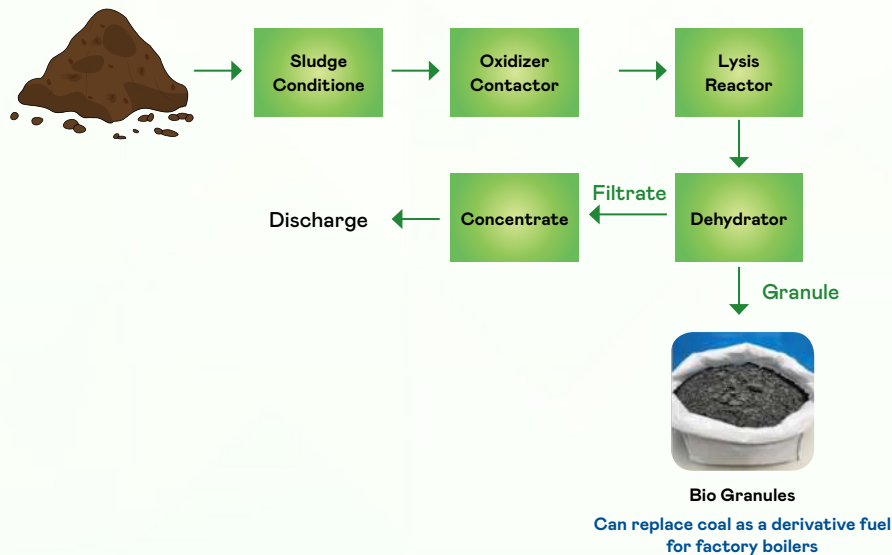 Sludge
Conditione
Oxidizer
Contactor
Lysis
Reactor
Discharge
Concentrate
Filtrate
Dehydrator
Granule
Bio Granules
Can replace coal as a derivative fuel
for factory boilers